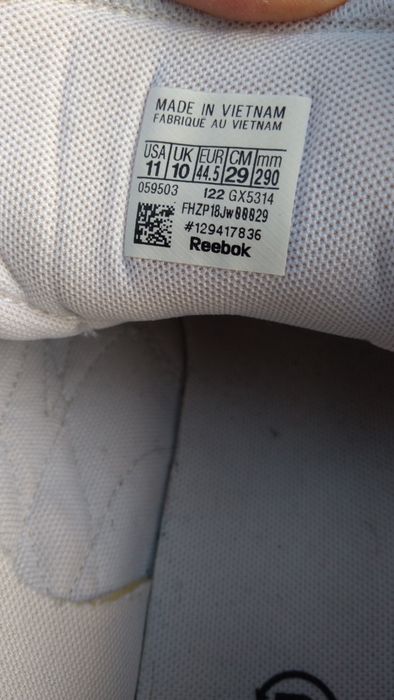 MADE IN VIETNAM
FABRIQUE AU VIETNAM
USA UK EUR CM mm
11 10 44.5 29 290
059503 I22 GX5314
FHZP18JW00029
#129417836
Reebok